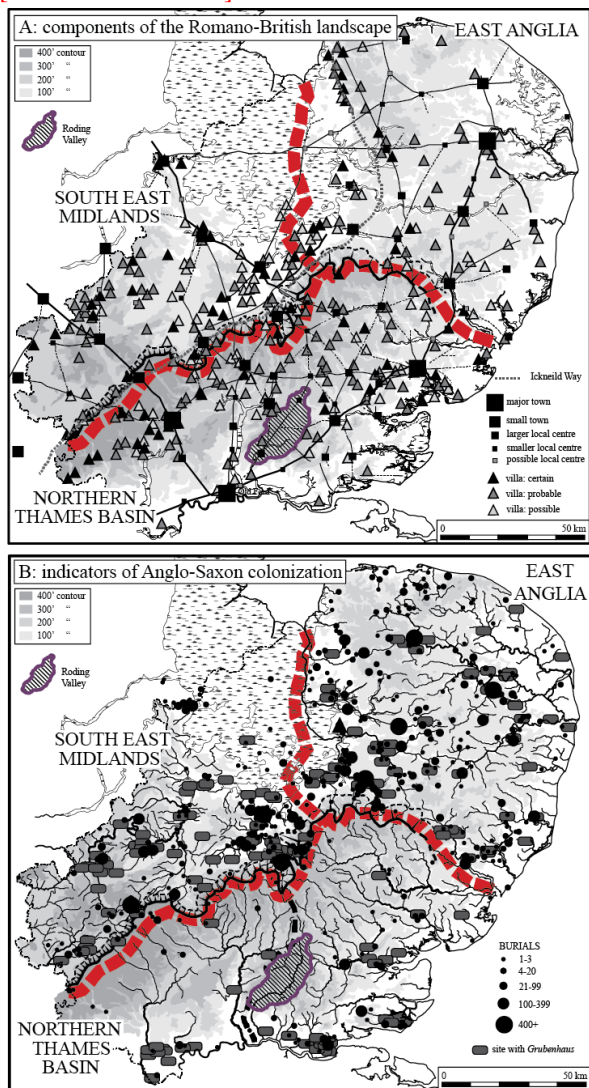 A: components of the Romano-British landscape
EAST ANGLIA
400' contour
300' "
200' "
100' "
Roding
Valley
SOUTH EAST
MIDLANDS
Ickneild Way
major town
small town
larger local centre
smaller local centre
possible local centre
villa: certain
villa: probable
villa: possible
NORTHERN
THAMES BASIN
0 50 km
B: indicators of Anglo-Saxon colonization
EAST
ANGLIA
400' contour
300' "
200' "
100' "
Roding
Valley
SOUTH EAST
MIDLANDS
BURIALS
1-3
4-20
21-99
100-399
400+
site with Grubenhaus
NORTHERN
THAMES
BASIN
0 50 km